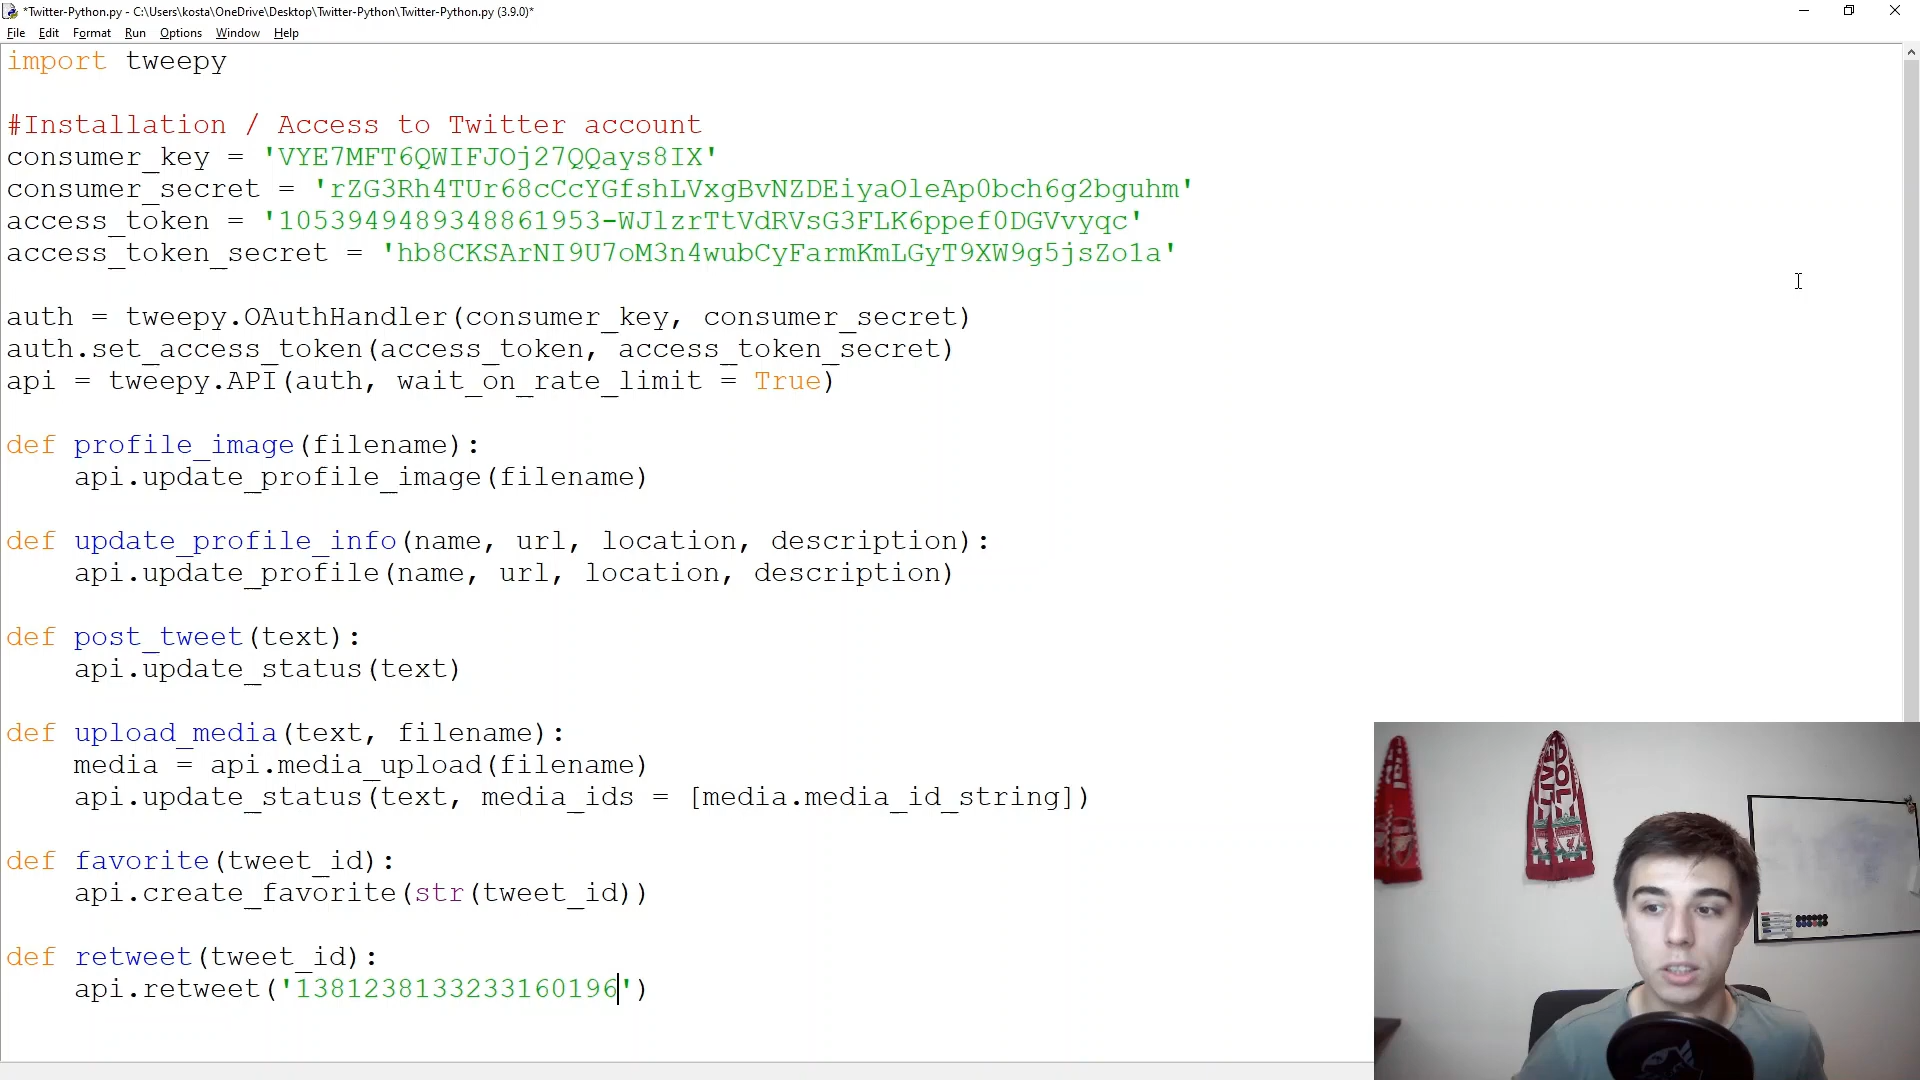 *Twitter-Python.py - C:\Users\kosta\OneDrive\Desktop\Twitter-Python\Twitter-Python.py (3.9.0)*
File Edit Format Run Options Window Help
import tweepy
#Installation / Access to Twitter account
consumer_key = 'VYE7MFT6QWIFJOj27QQays8IX'
consumer_secret = 'rZG3Rh4TUr68cCcYGfshLVxgBvNZDEiyaOleAp0bch6g2bguhm'
access_token = '1053949489348861953-WJlzrTtVdRVsG3FLK6ppef0DGVvyqc'
access_token_secret = 'hb8CKSArNI9U7oM3n4wubCyFarmKmLGyT9XW9g5jsZo1a'
auth = tweepy.OAuthHandler(consumer_key, consumer_secret)
auth.set_access_token(access_token, access_token_secret)
api = tweepy.API(auth, wait_on_rate_limit = True)
def profile_image(filename):
    api.update_profile_image(filename)
def update_profile_info(name, url, location, description):
    api.update_profile(name, url, location, description)
def post_tweet(text):
    api.update_status(text)
def upload_media(text, filename):
    media = api.media_upload(filename)
    api.update_status(text, media_ids = [media.media_id_string])
def favorite(tweet_id):
    api.create_favorite(str(tweet_id))
def retweet(tweet_id):
    api.retweet('1381238133233160196')